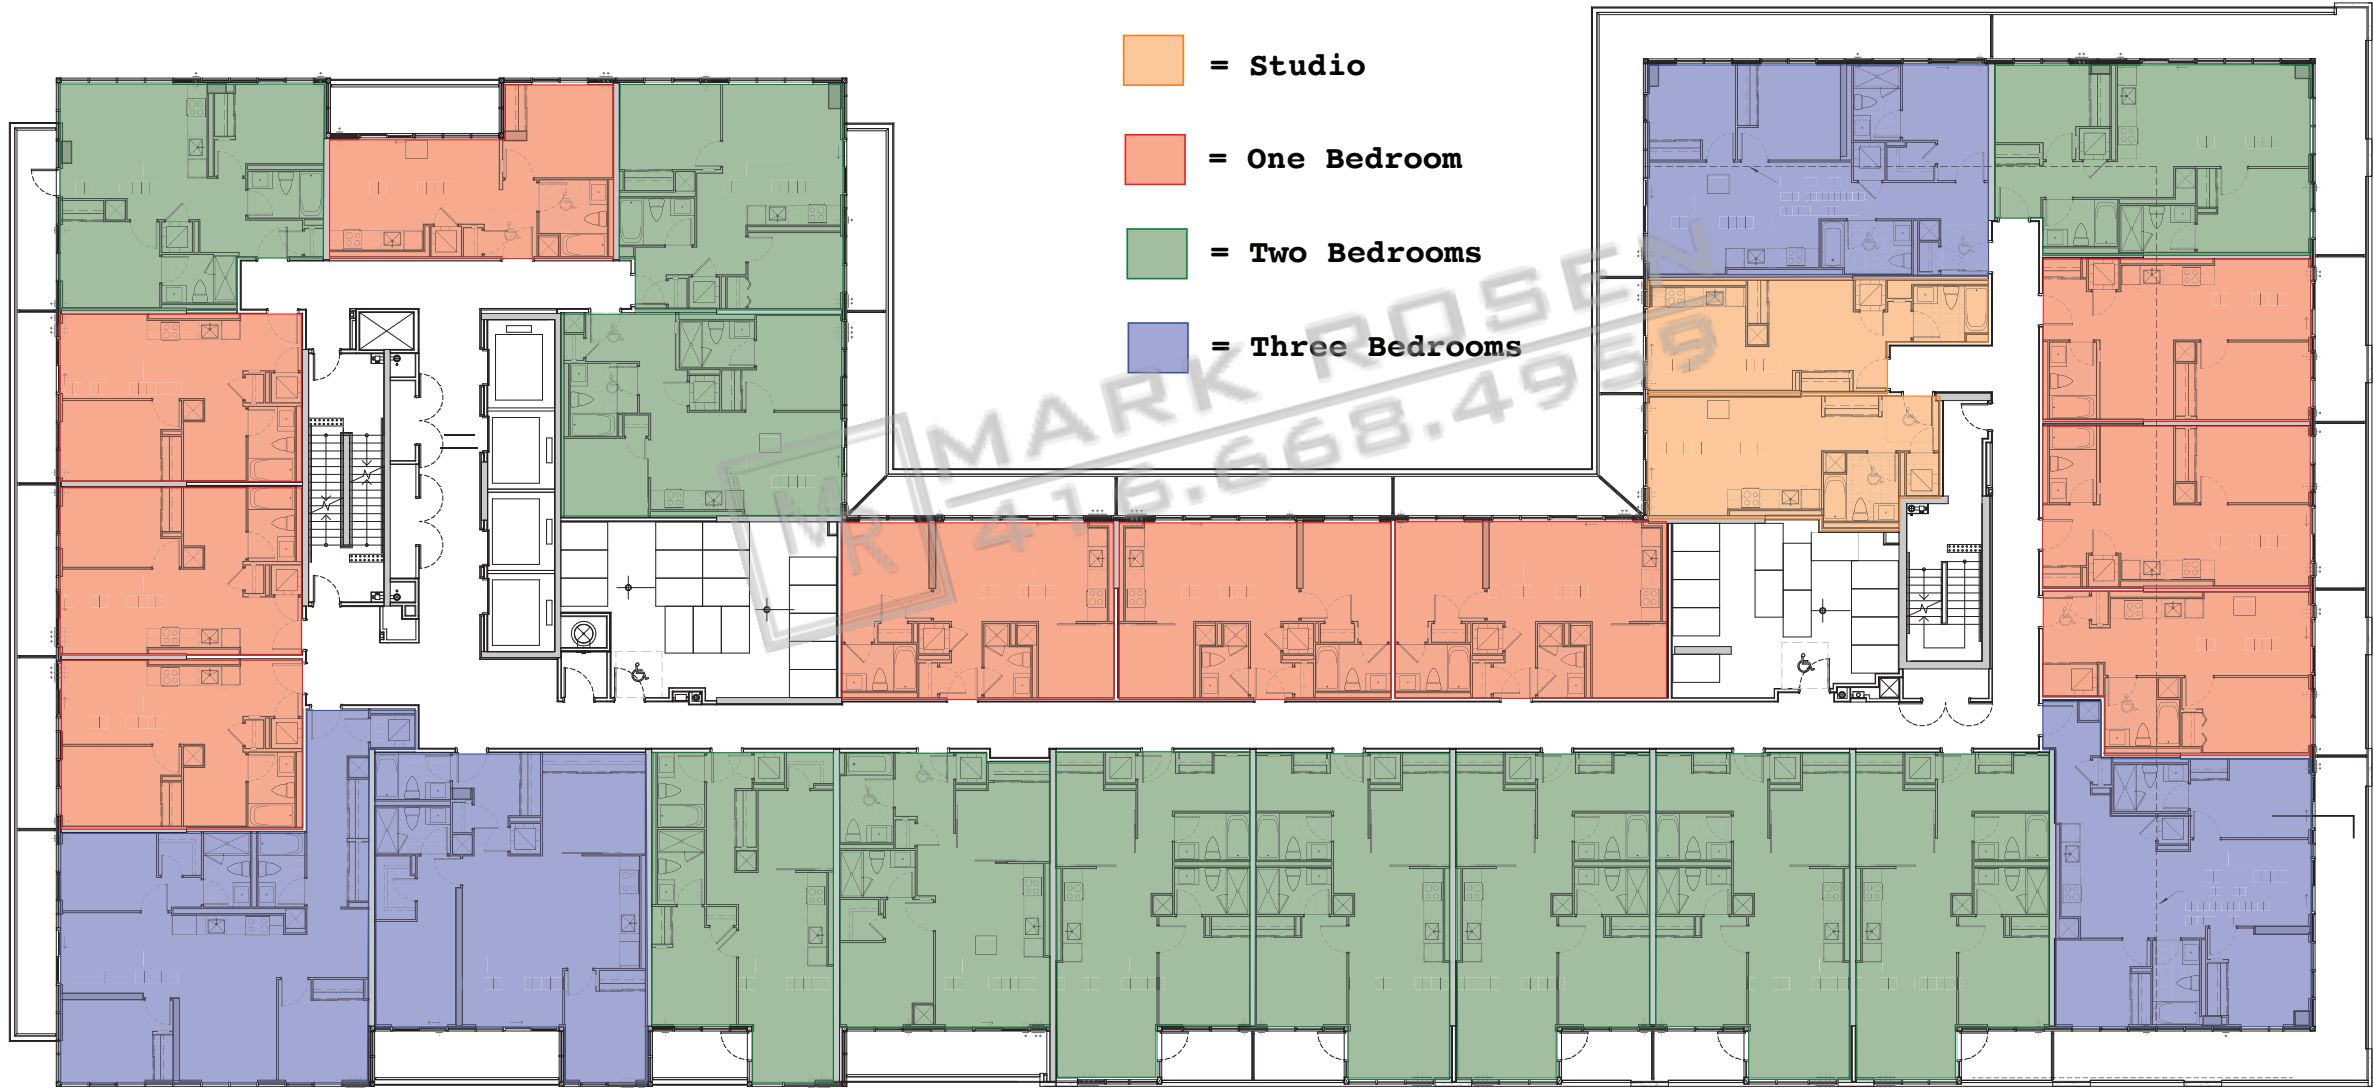 = Studio
= One Bedroom
= Two Bedrooms
= Three Bedrooms
MR
MARK ROSEN
416.668.4959